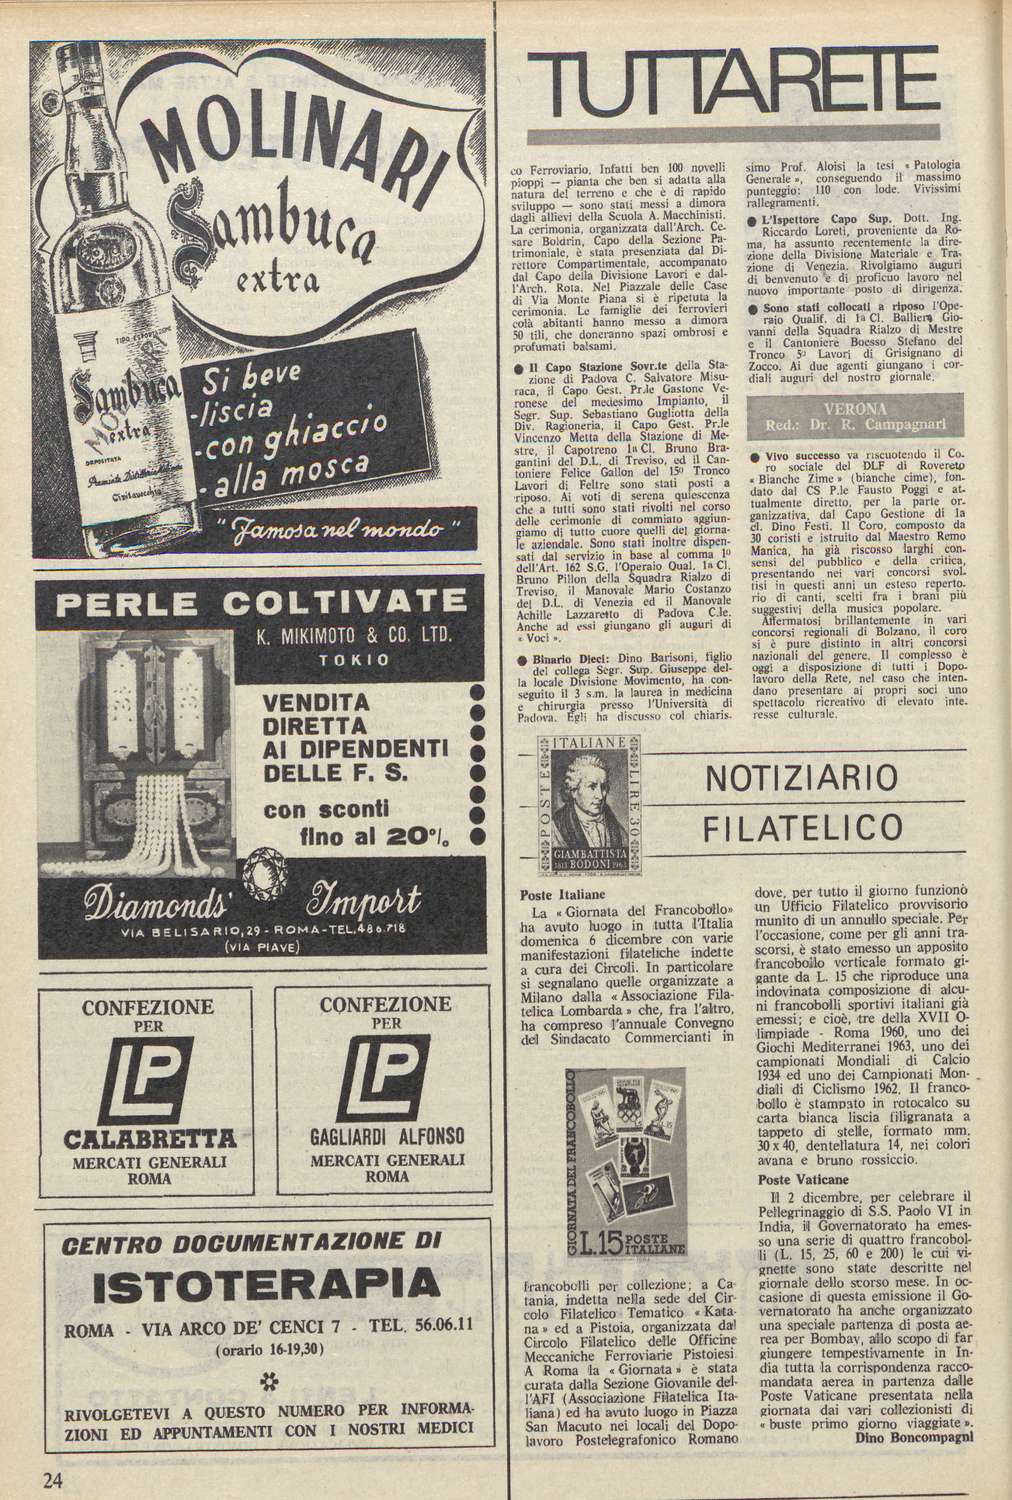 MOLINARI
Sambuca
extra
TIPO ESPORTAZIONE
Sambuca
MOLINARI
extra
DEPOSITATA
Civitavecchia
Si beve
-liscia
-con ghiaccio
-alla mosca
"Famosa nel mondo"
PERLE COLTIVATE
K. MIKIMOTO & CO. LTD.
TOKIO
VENDITA
DIRETTA
AI DIPENDENTI
DELLE F. S.
con sconti
fino al 20%
Diamonds' Import
VIA BELISARIO, 29 - ROMA - TEL. 486.718
(VIA PIAVE)
CONFEZIONE
PER
LP
CALABRETTA
MERCATI GENERALI
ROMA
CONFEZIONE
PER
LP
GAGLIARDI ALFONSO
MERCATI GENERALI
ROMA
CENTRO DOCUMENTAZIONE DI
ISTOTERAPIA
ROMA - VIA ARCO DE' CENCI 7 - TEL. 56.06.11
(orario 16-19,30)
RIVOLGETEVI A QUESTO NUMERO PER INFORMA-
ZIONI ED APPUNTAMENTI CON I NOSTRI MEDICI
24
TUTTARETE
co Ferroviario. Infatti ben 100 novelli
pioppi — pianta che ben si adatta alla
natura del terreno e che è di rapido
sviluppo — sono stati messi a dimora
dagli allievi della Scuola A. Macchinisti.
La cerimonia, organizzata dall'Arch. Ce-
sare Boldrin, Capo della Sezione Pa-
trimoniale, è stata presenziata dal Di-
rettore Compartimentale, accompanato
dal Capo della Divisione Lavori e dal-
l'Arch. Rota. Nel Piazzale delle Case
di Via Monte Piana si è ripetuta la
cerimonia. Le famiglie dei ferrovieri
colà abitanti hanno messo a dimora
50 tili, che doneranno spazi ombrosi e
profumati balsami.
● Il Capo Stazione Sovr.te della Sta-
zione di Padova C. Salvatore Misu-
raca, il Capo Gest. Pr.le Gastone Ve-
ronese del medesimo Impianto, il
Segr. Sup. Sebastiano Gugliotta della
Div. Ragioneria, il Capo Gest. Pr.le
Vincenzo Metta della Stazione di Me-
stre, il Capotreno 1a Cl. Bruno Bra-
gantini del D.L. di Treviso, ed il Can-
toniere Felice Gallon del 15º Tronco
Lavori di Feltre sono stati posti a
riposo. Ai voti di serena quiescenza
che a tutti sono stati rivolti nel corso
delle cerimonie di commiato aggiun-
giamo di tutto cuore quelli del giorna-
le aziendale. Sono stati inoltre dispen-
sati dal servizio in base al comma 1º
dell'Art. 162 S.G. l'Operaio Qual. 1a Cl.
Bruno Pillon della Squadra Rialzo di
Treviso, il Manovale Mario Costanzo
del D.L. di Venezia ed il Manovale
Achille Lazzaretto di Padova C.le.
Anche ad essi giungano gli auguri di
« Voci ».
● Binario Dieci: Dino Barisoni, figlio
del collega Segr. Sup. Giuseppe del-
la locale Divisione Movimento, ha con-
seguito il 3 s.m. la laurea in medicina
e chirurgia presso l'Università di
Padova. Egli ha discusso col chiaris-
simo Prof. Aloisi la tesi « Patologia
Generale », conseguendo il massimo
punteggio: 110 con lode. Vivissimi
rallegramenti.
● L'Ispettore Capo Sup. Dott. Ing.
Riccardo Loreti, proveniente da Ro-
ma, ha assunto recentemente la dire-
zione della Divisione Materiale e Tra-
zione di Venezia. Rivolgiamo auguri
di benvenuto e di proficuo lavoro nel
nuovo importante posto di dirigenza.
● Sono stati collocati a riposo l'Ope-
raio Qualif. di 1a Cl. Balliera Gio-
vanni della Squadra Rialzo di Mestre
e il Cantoniere Boesso Stefano del
Tronco 5º Lavori di Grisignano di
Zocco. Ai due agenti giungano i cor-
diali auguri del nostro giornale.
VERONA
Red.: Dr. R. Campagnari
● Vivo successo va riscuotendo il Co-
ro sociale del DLF di Rovereto
« Bianche Zime » (bianche cime), fon-
dato dal CS P.le Fausto Poggi e at-
tualmente diretto, per la parte or-
ganizzativa, dal Capo Gestione di 1a
cl. Dino Festi. Il Coro, composto da
30 coristi e istruito dal Maestro Remo
Manica, ha già riscosso larghi con-
sensi del pubblico e della critica,
presentando nei vari concorsi svol-
tisi in questi anni un esteso reperto-
rio di canti, scelti fra i brani più
suggestivi della musica popolare.
Affermatosi brillantemente in vari
concorsi regionali di Bolzano, il coro
si è pure distinto in altri concorsi
nazionali del genere. Il complesso è
oggi a disposizione di tutti i Dopo-
lavoro della Rete, nel caso che inten-
dano presentare ai propri soci uno
spettacolo ricreativo di elevato inte-
resse culturale.
POSTE
ITALIANE
LIRE 30
GIAMBATTISTA
1813 BODONI 1963
NOTIZIARIO
FILATELICO
Poste Italiane
La « Giornata del Francobollo»
ha avuto luogo in tutta l'Italia
domenica 6 dicembre con varie
manifestazioni filateliche indette
a cura dei Circoli. In particolare
si segnalano quelle organizzate a
Milano dalla « Associazione Fila-
telica Lombarda » che, fra l'altro,
ha compreso l'annuale Convegno
del Sindacato Commercianti in
GIORNATA DEL FRANCOBOLLO
L.15 POSTE
ITALIANE
francobolli per collezione; a Ca-
tania, indetta nella sede del Cir-
colo Filatelico Tematico « Kata-
na » ed a Pistoia, organizzata dal
Circolo Filatelico delle Officine
Meccaniche Ferroviarie Pistoiesi.
A Roma la « Giornata » è stata
curata dalla Sezione Giovanile del-
l'AFI (Associazione Filatelica Ita-
liana) ed ha avuto luogo in Piazza
San Macuto nei locali del Dopo-
lavoro Postelegrafonico Romano
dove, per tutto il giorno funzionò
un Ufficio Filatelico provvisorio
munito di un annullo speciale. Per
l'occasione, come per gli anni tra-
scorsi, è stato emesso un apposito
francobollo verticale formato gi-
gante da L. 15 che riproduce una
indovinata composizione di alcu-
ni francobolli sportivi italiani già
emessi; e cioè, tre della XVII O-
limpiade - Roma 1960, uno dei
Giochi Mediterranei 1963, uno dei
campionati Mondiali di Calcio
1934 ed uno dei Campionati Mon-
diali di Ciclismo 1962. Il franco-
bollo è stampato in rotocalco su
carta bianca liscia filigranata a
tappeto di stelle, formato mm.
30 x 40, dentellatura 14, nei colori
avana e bruno rossiccio.
Poste Vaticane
Il 2 dicembre, per celebrare il
Pellegrinaggio di S.S. Paolo VI in
India, il Governatorato ha emes-
so una serie di quattro francobol-
li (L. 15, 25, 60 e 200) le cui vi-
gnette sono state descritte nel
giornale dello scorso mese. In oc-
casione di questa emissione il Go-
vernatorato ha anche organizzato
una speciale partenza di posta ae-
rea per Bombay, allo scopo di far
giungere tempestivamente in In-
dia tutta la corrispondenza racco-
mandata aerea in partenza dalle
Poste Vaticane presentata nella
giornata dai vari collezionisti di
« buste primo giorno viaggiate ».
Dino Boncompagni